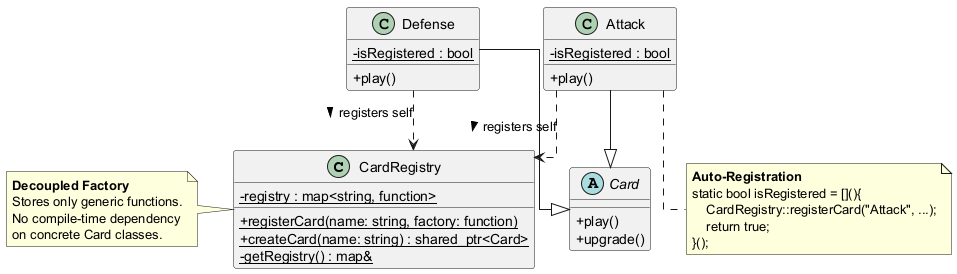 C Defense
-isRegistered : bool
+play()
C Attack
-isRegistered : bool
+play()
registers self
registers self
C CardRegistry
-registry : map<string, function>
+registerCard(name: string, factory: function)
+createCard(name: string) : shared_ptr<Card>
-getRegistry() : map&
A Card
+play()
+upgrade()
Decoupled Factory
Stores only generic functions.
No compile-time dependency
on concrete Card classes.
Auto-Registration
static bool isRegistered = [](){
    CardRegistry::registerCard("Attack", ...);
    return true;
}();